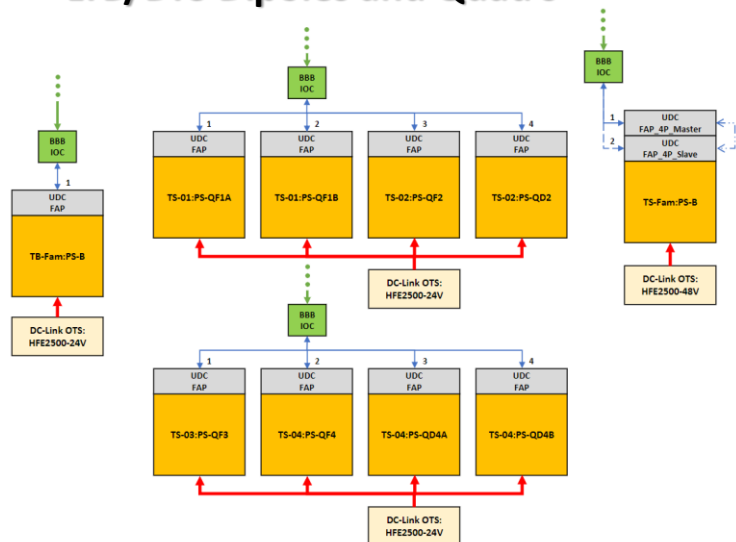 Dipoles and
BBB
IOC
1
UDC
FAP
TB-Fam:PS-B
DC-Link OTS:
HFE2500-24V
BBB
IOC
1
2
3
4
UDC
FAP
TS-01:PS-QF1A
UDC
FAP
TS-01:PS-QF1B
UDC
FAP
TS-02:PS-QF2
UDC
FAP
TS-02:PS-QD2
DC-Link OTS:
HFE2500-24V
BBB
IOC
1
2
3
4
UDC
FAP
TS-03:PS-QF3
UDC
FAP
TS-04:PS-QF4
UDC
FAP
TS-04:PS-QD4A
UDC
FAP
TS-04:PS-QD4B
DC-Link OTS:
HFE2500-24V
BBB
IOC
1
2
UDC
FAP_4P_Master
UDC
FAP_4P_Slave
TS-Fam:PS-B
DC-Link OTS:
HFE2500-48V